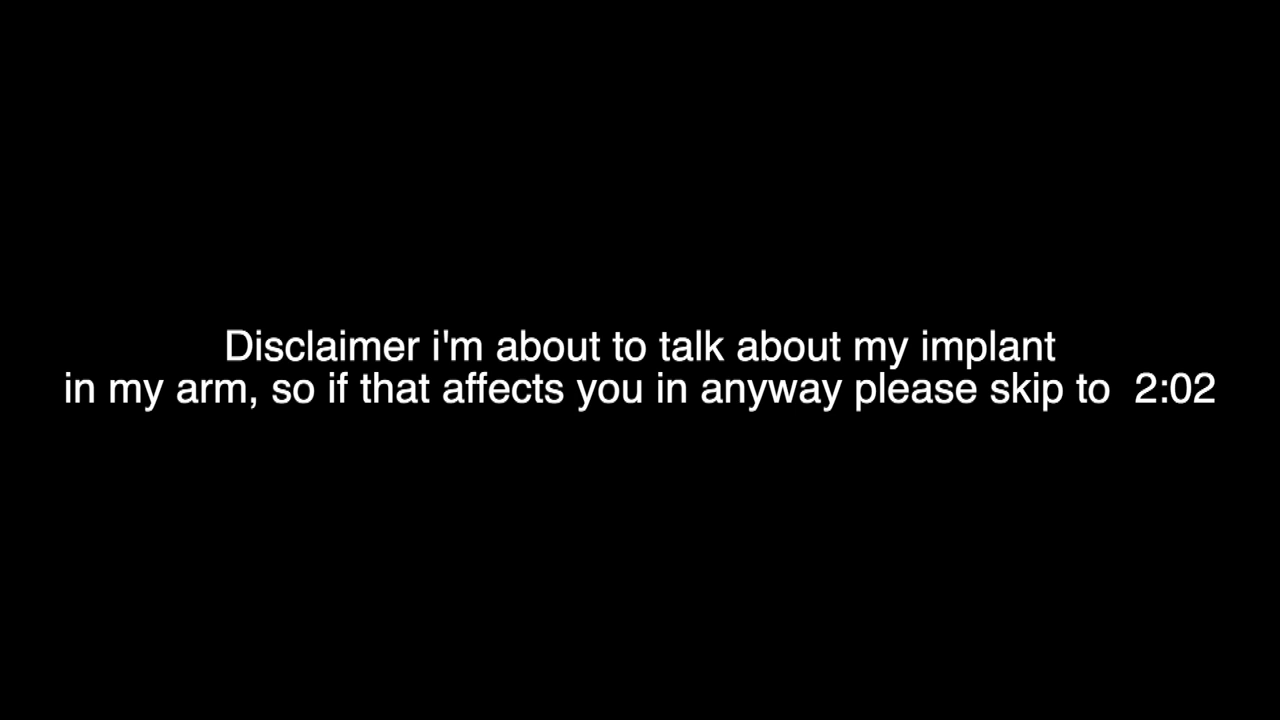 Disclaimer i'm about to talk about my implant
in my arm, so if that affects you in anyway please skip to  2:02